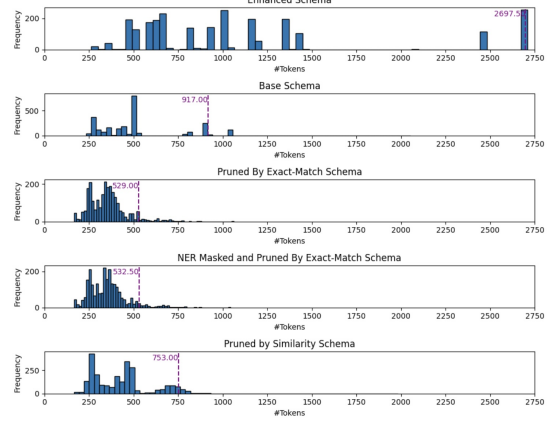 Enhanced Schema
Frequency
200
0
2697.5
0 250 500 750 1000 1250 1500 1750 2000 2250 2500 2750
#Tokens
Base Schema
Frequency
500
0
917.00
0 250 500 750 1000 1250 1500 1750 2000 2250 2500 2750
#Tokens
Pruned By Exact-Match Schema
Frequency
200
0
529.00
0 250 500 750 1000 1250 1500 1750 2000 2250 2500 2750
#Tokens
NER Masked and Pruned By Exact-Match Schema
Frequency
200
0
532.50
0 250 500 750 1000 1250 1500 1750 2000 2250 2500 2750
#Tokens
Pruned by Similarity Schema
Frequency
250
0
753.00
0 250 500 750 1000 1250 1500 1750 2000 2250 2500 2750
#Tokens